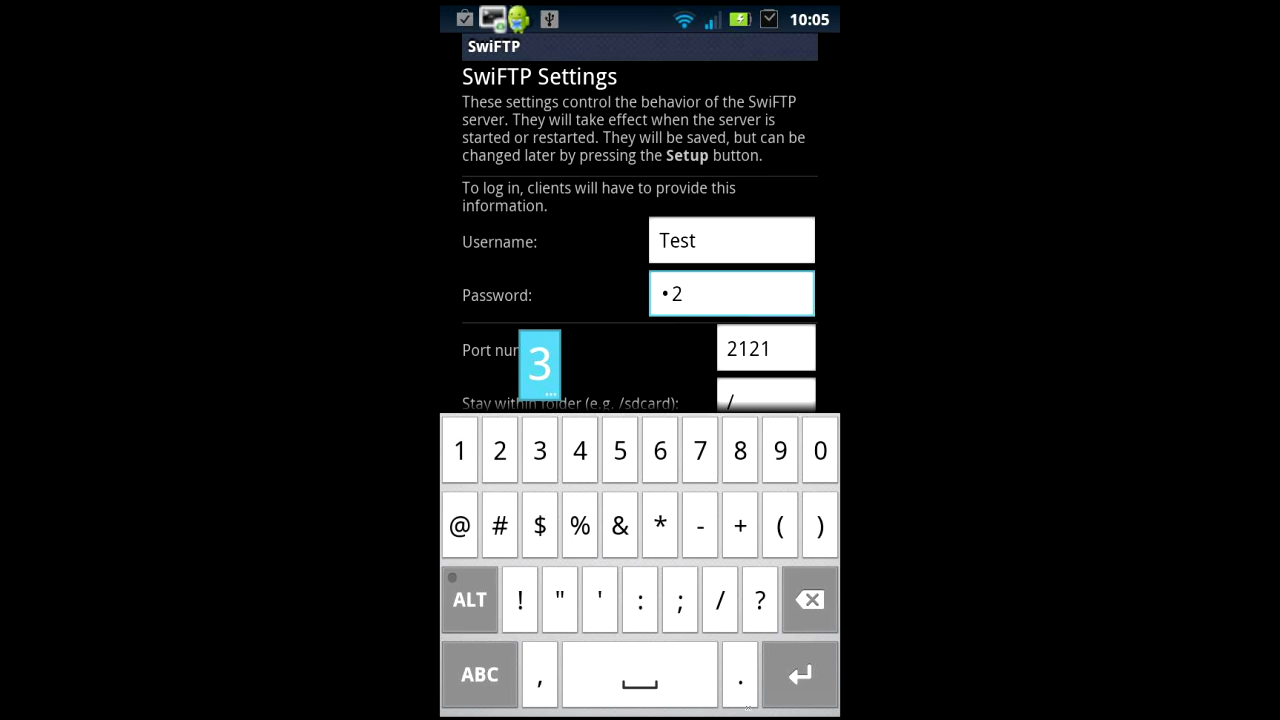 10:05
SwiFTP
SwiFTP Settings
These settings control the behavior of the SwiFTP
server. They will take effect when the server is
started or restarted. They will be saved, but can be
changed later by pressing the Setup button.
To log in, clients will have to provide this
information.
Username: Test
Password: •2
Port nur 2121
3
Stay within folder (e.g. /sdcard): /
1 2 3 4 5 6 7 8 9 0
@ # $ % & * - + ( )
ALT ! " ' : ; / ?
ABC , .